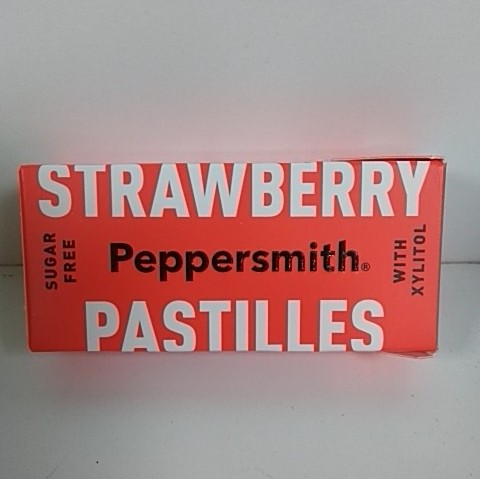 STRAWBERRY
SUGAR
FREE
Peppersmith®
WITH
XYLITOL
PASTILLES